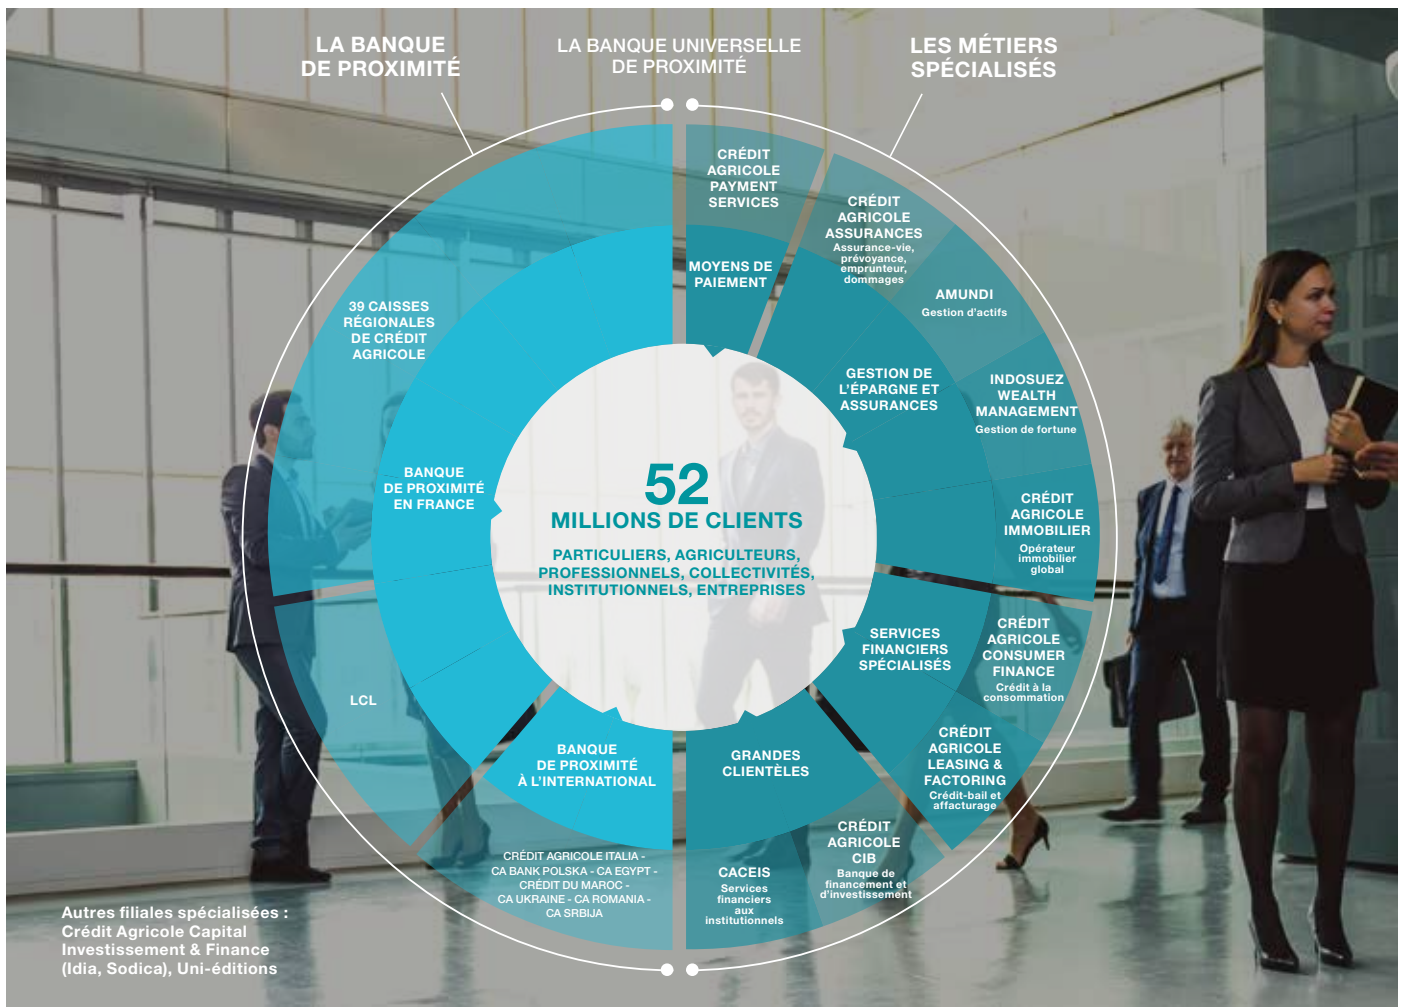 LA BANQUE
DE PROXIMITÉ
LA BANQUE UNIVERSELLE
DE PROXIMITÉ
LES MÉTIERS
SPÉCIALISÉS
CRÉDIT
AGRICOLE
PAYMENT
SERVICES
MOYENS DE
PAIEMENT
CRÉDIT
AGRICOLE
ASSURANCES
Assurance-vie,
prévoyance,
emprunteur,
dommages
AMUNDI
Gestion d'actifs
INDOSUEZ
WEALTH
MANAGEMENT
Gestion de fortune
CRÉDIT
AGRICOLE
IMMOBILIER
Opérateur
immobilier
global
GESTION DE
L'ÉPARGNE ET
ASSURANCES
39 CAISSES
RÉGIONALES
DE CRÉDIT
AGRICOLE
BANQUE
DE PROXIMITÉ
EN FRANCE
LCL
52
MILLIONS DE CLIENTS
PARTICULIERS, AGRICULTEURS,
PROFESSIONNELS, COLLECTIVITÉS,
INSTITUTIONNELS, ENTREPRISES
SERVICES
FINANCIERS
SPÉCIALISÉS
CRÉDIT
AGRICOLE
CONSUMER
FINANCE
Crédit à la
consommation
CRÉDIT
AGRICOLE
LEASING &
FACTORING
Crédit-bail et
affacturage
BANQUE
DE PROXIMITÉ
À L'INTERNATIONAL
CRÉDIT AGRICOLE ITALIA -
CA BANK POLSKA - CA EGYPT -
CRÉDIT DU MAROC -
CA UKRAINE - CA ROMANIA -
CA SRBIJA
GRANDES
CLIENTÈLES
CACEIS
Services
financiers
aux
institutionnels
CRÉDIT
AGRICOLE
CIB
Banque de
financement et
d'investissement
Autres filiales spécialisées :
Crédit Agricole Capital
Investissement & Finance
(Idia, Sodica), Uni-éditions